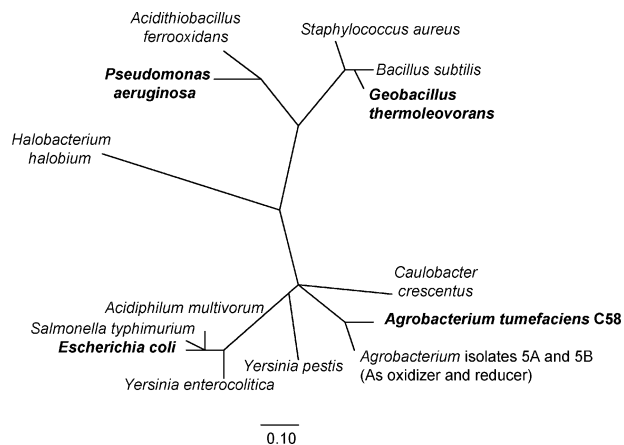 Acidithiobacillus
ferrooxidans
Staphylococcus aureus
Pseudomonas
aeruginosa
Bacillus subtilis
Geobacillus
thermoleovorans
Halobacterium
halobium
Caulobacter
crescentus
Acidiphilum multivorum
Agrobacterium tumefaciens C58
Salmonella typhimurium
Escherichia coli
Yersinia pestis
Agrobacterium isolates 5A and 5B
(As oxidizer and reducer)
Yersinia enterocolitica
0.10